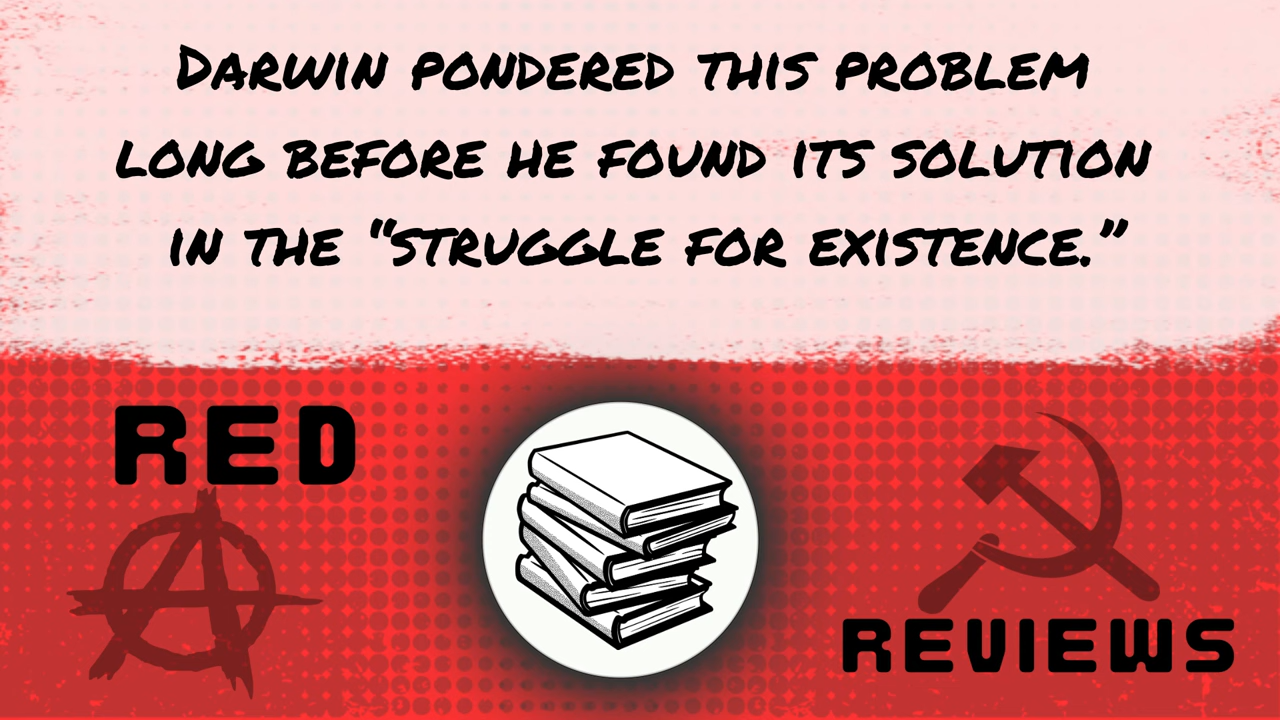 Darwin pondered this problem
long before he found its solution
in the “struggle for existence.”
RED
REVIEWS